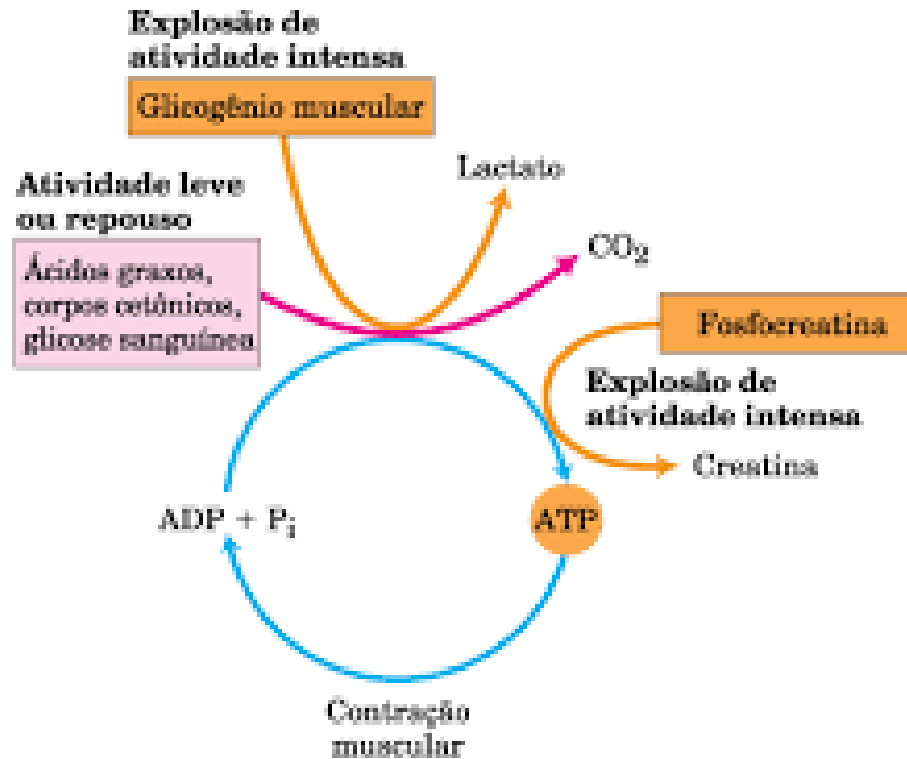 Explosão de
atividade intensa
Glicogênio muscular
Lactato
Atividade leve
ou repouso
CO₂
Ácidos graxos,
corpos cetônicos,
glicose sanguínea
Fosfocreatina
Explosão de
atividade intensa
Creatina
ADP + Pᵢ
ATP
Contração
muscular